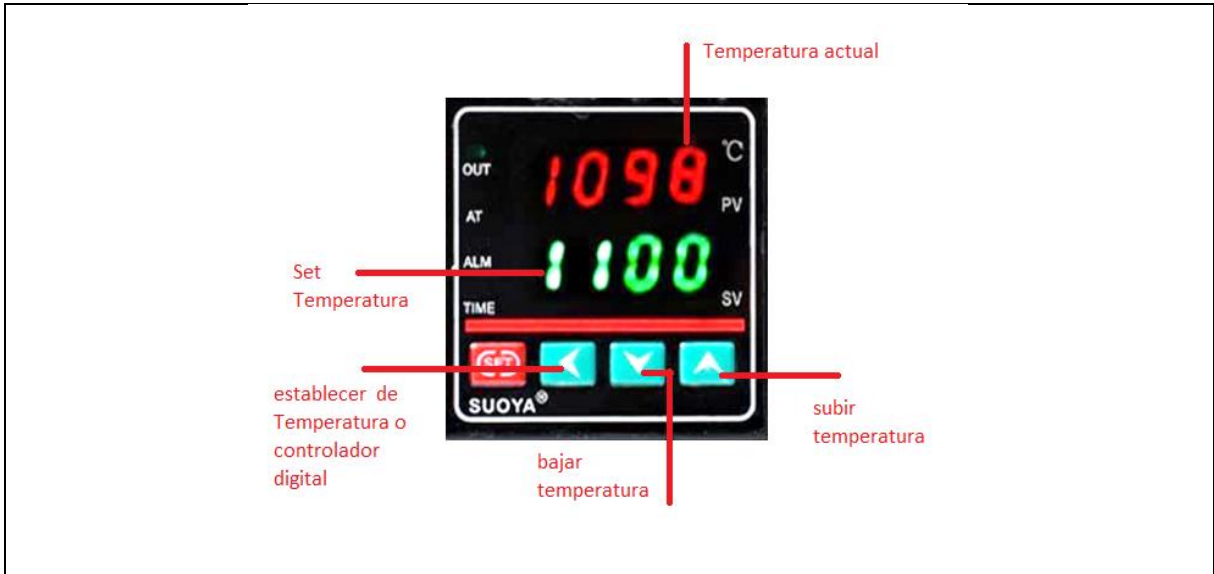 Temperatura actual
OUT
1098
°C
AT
PV
ALM
1100
Set
Temperatura
TIME
SV
SET
SUOYA®
establecer de
Temperatura o
controlador
digital
bajar
temperatura
subir
temperatura